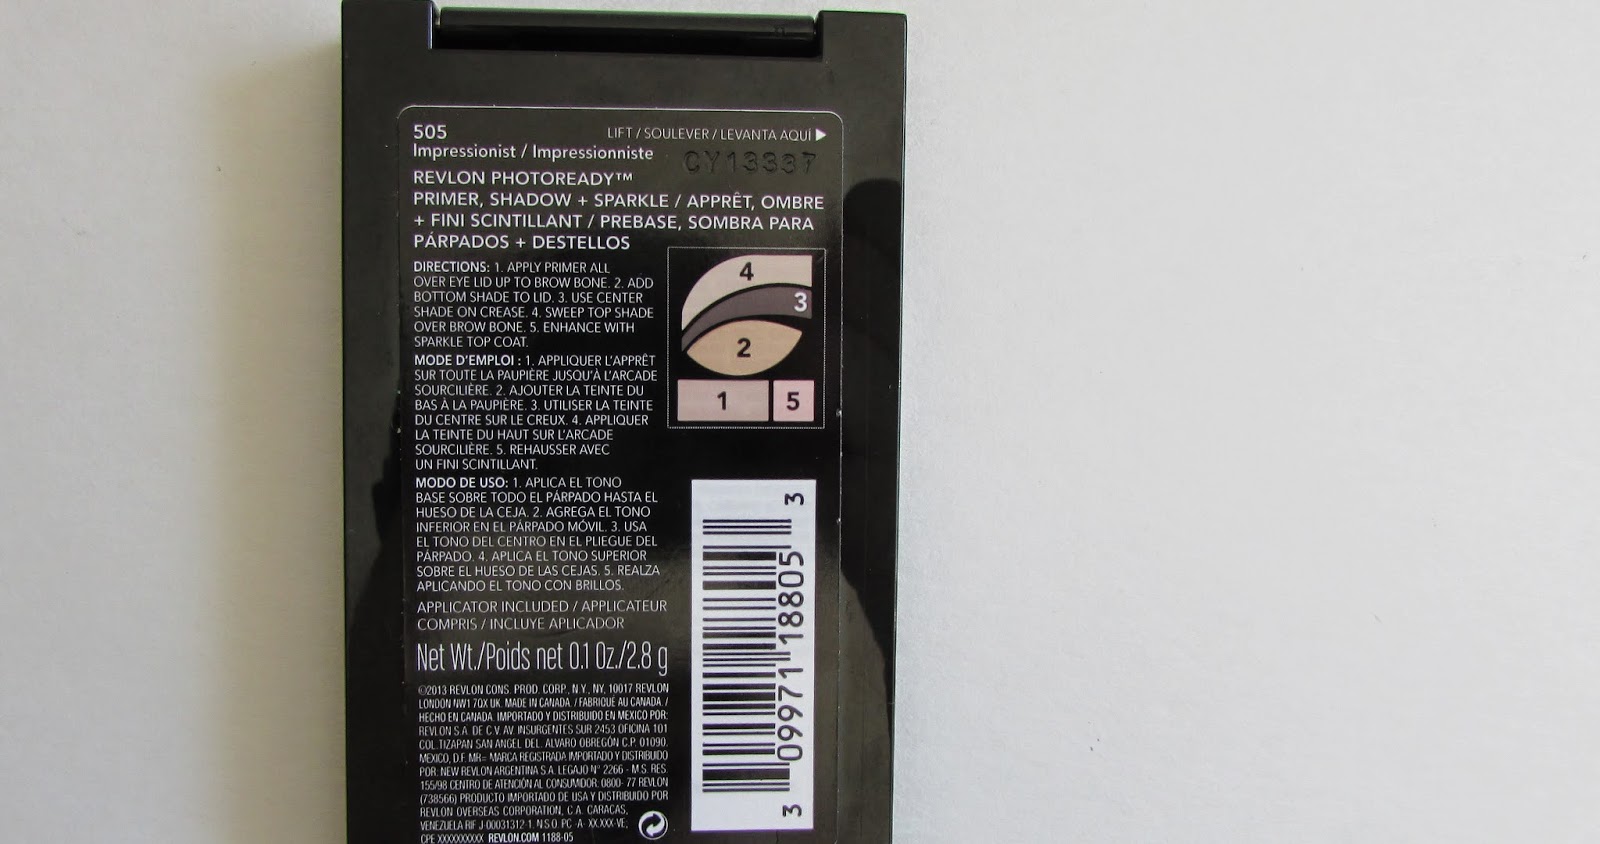 505
LIFT / SOULEVER / LEVANTA AQUÍ
Impressionist / Impressionniste
CY13337
REVLON PHOTOREADY™
PRIMER, SHADOW + SPARKLE / APPRÊT, OMBRE
+ FINI SCINTILLANT / PREBASE, SOMBRA PARA
PÁRPADOS + DESTELLOS
DIRECTIONS: 1. APPLY PRIMER ALL
OVER EYE LID UP TO BROW BONE. 2. ADD
BOTTOM SHADE TO LID. 3. USE CENTER
SHADE ON CREASE. 4. SWEEP TOP SHADE
OVER BROW BONE. 5. ENHANCE WITH
SPARKLE TOP COAT.
MODE D'EMPLOI : 1. APPLIQUER L'APPRÊT
SUR TOUTE LA PAUPIÈRE JUSQU'À L'ARCADE
SOURCILIÈRE. 2. AJOUTER LA TEINTE DU
BAS À LA PAUPIÈRE. 3. UTILISER LA TEINTE
DU CENTRE SUR LE CREUX. 4. APPLIQUER
LA TEINTE DU HAUT SUR L'ARCADE
SOURCILIÈRE. 5. REHAUSSER AVEC
UN FINI SCINTILLANT.
MODO DE USO: 1. APLICA EL TONO
BASE SOBRE TODO EL PÁRPADO HASTA EL
HUESO DE LA CEJA. 2. AGREGA EL TONO
INFERIOR EN EL PÁRPADO MÓVIL. 3. USA
EL TONO DEL CENTRO EN EL PLIEGUE DEL
PÁRPADO. 4. APLICA EL TONO SUPERIOR
SOBRE EL HUESO DE LAS CEJAS. 5. REALZA
APLICANDO EL TONO CON BRILLOS.
4
3
2
1
5
APPLICATOR INCLUDED / APPLICATEUR
COMPRIS / INCLUYE APLICADOR
Net Wt./Poids net 0.1 Oz./2.8 g
©2013 REVLON CONS. PROD. CORP., N.Y., NY, 10017 REVLON
LONDON NW1 7QX UK. MADE IN CANADA. / FABRIQUÉ AU CANADA. /
HECHO EN CANADA. IMPORTADO Y DISTRIBUIDO EN MEXICO POR:
REVLON S.A. DE C.V. AV. INSURGENTES SUR 2453 OFICINA 101
COL.TIZAPAN SAN ANGEL DEL. ALVARO OBREGÓN C.P. 01090.
MEXICO, D.F. MR= MARCA REGISTRADA.IMPORTADO Y DISTRIBUIDO
POR: NEW REVLON ARGENTINA S.A. LEGAJO N° 2266 - M.S. RES.
155/98 CENTRO DE ATENCIÓN AL CONSUMIDOR: 0800- 77 REVLON
(738566) PRODUCTO IMPORTADO DE USA Y DISTRIBUIDO POR
REVLON OVERSEAS CORPORATION, C.A. CARACAS,
VENEZUELA RIF J-00031312-1. N.S.O. PC -A- XX.XXX-VE;
CPE XXXXXXXXXX REVLON.COM 1188-05
3 09971 18805 3